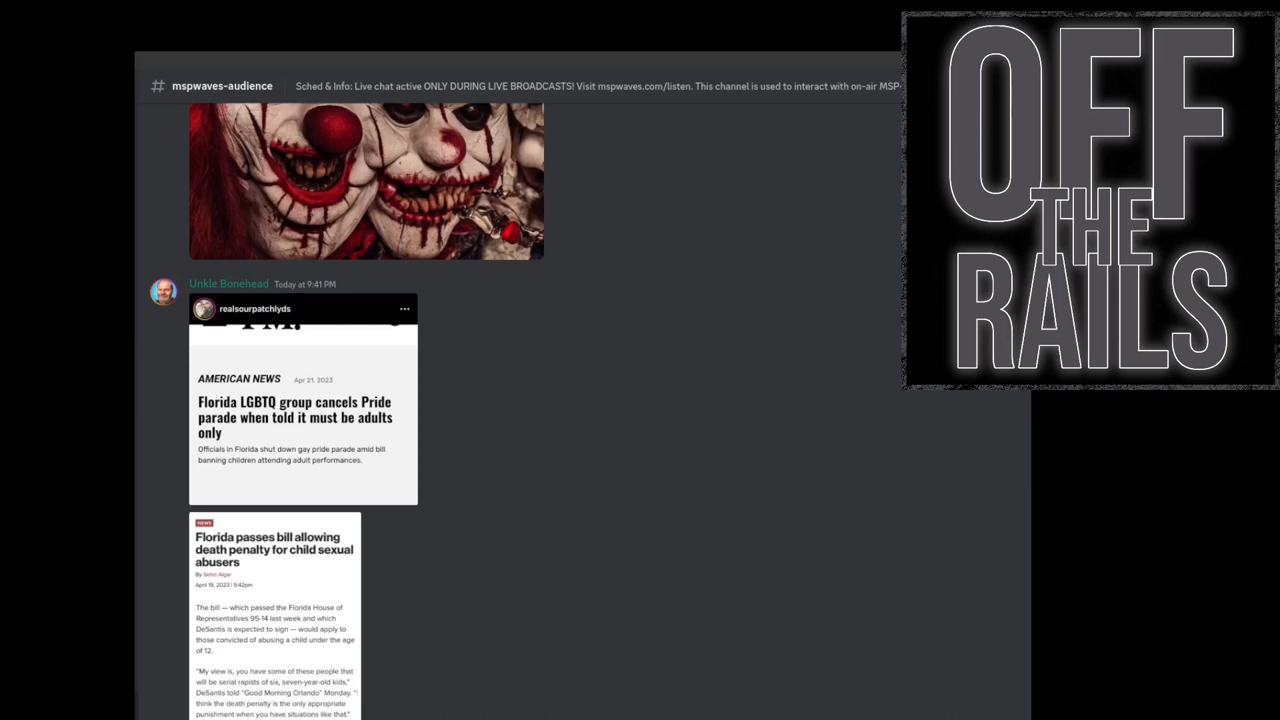 # mspwaves-audience
Sched & Info: Live chat active ONLY DURING LIVE BROADCASTS! Visit mspwaves.com/listen. This channel is used to interact with on-air MSP-
OFF
THE
RAILS
Unkle Bonehead Today at 9:41 PM
realsourpatchlyds
AMERICAN NEWS Apr 21, 2023
Florida LGBTQ group cancels Pride
parade when told it must be adults
only
Officials in Florida shut down gay pride parade amid bill
banning children attending adult performances.
NEWS
Florida passes bill allowing
death penalty for child sexual
abusers
By Selim Algar
April 19, 2023 | 5:42pm
The bill — which passed the Florida House of
Representatives 95-14 last week and which
DeSantis is expected to sign — would apply to
those convicted of abusing a child under the age
of 12.
"My view is, you have some of these people that
will be serial rapists of six, seven-year-old kids,"
DeSantis told "Good Morning Orlando" Monday. "I
think the death penalty is the only appropriate
punishment when you have situations like that."